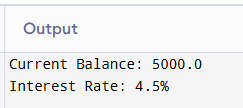 Output
Current Balance: 5000.0
Interest Rate: 4.5%